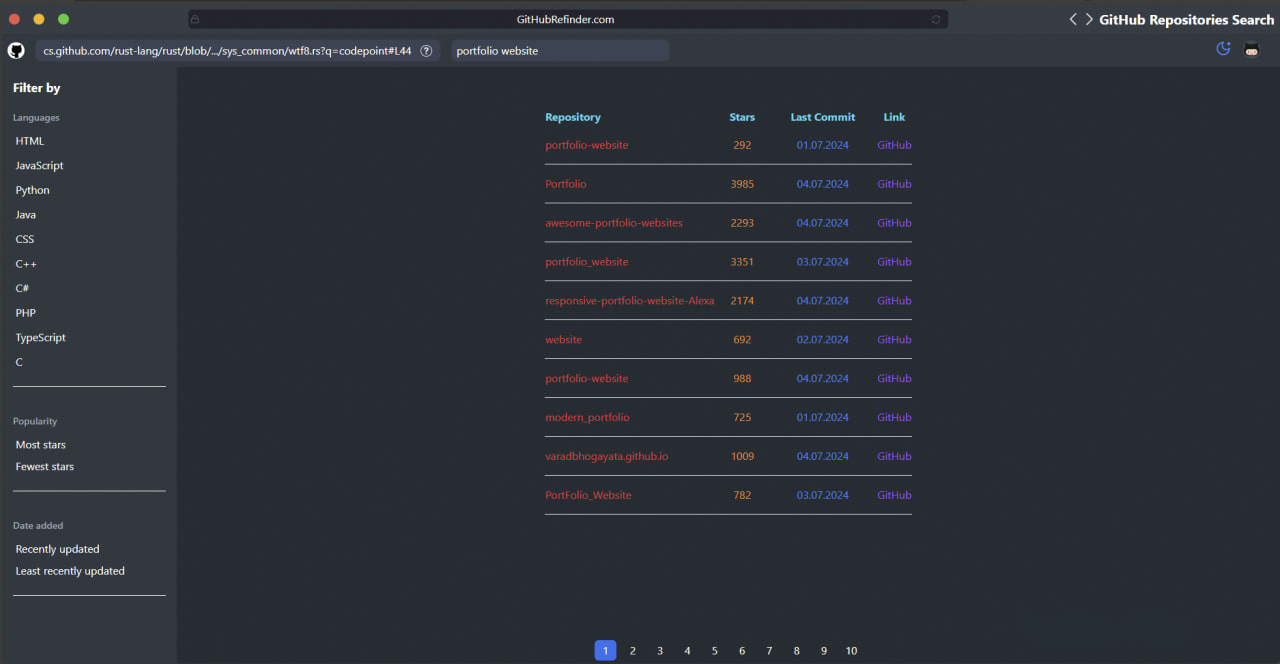 GitHubRefinder.com
GitHub Repositories Search
cs.github.com/rust-lang/rust/blob/.../sys_common/wtf8.rs?q=codepoint#L44 ?
portfolio website
Filter by
Languages
HTML
JavaScript
Python
Java
CSS
C++
C#
PHP
TypeScript
C
Popularity
Most stars
Fewest stars
Date added
Recently updated
Least recently updated
Repository Stars Last Commit Link
portfolio-website 292 01.07.2024 GitHub
Portfolio 3985 04.07.2024 GitHub
awesome-portfolio-websites 2293 04.07.2024 GitHub
portfolio_website 3351 03.07.2024 GitHub
responsive-portfolio-website-Alexa 2174 04.07.2024 GitHub
website 692 02.07.2024 GitHub
portfolio-website 988 04.07.2024 GitHub
modern_portfolio 725 01.07.2024 GitHub
varadbhogayata.github.io 1009 04.07.2024 GitHub
PortFolio_Website 782 03.07.2024 GitHub
1 2 3 4 5 6 7 8 9 10